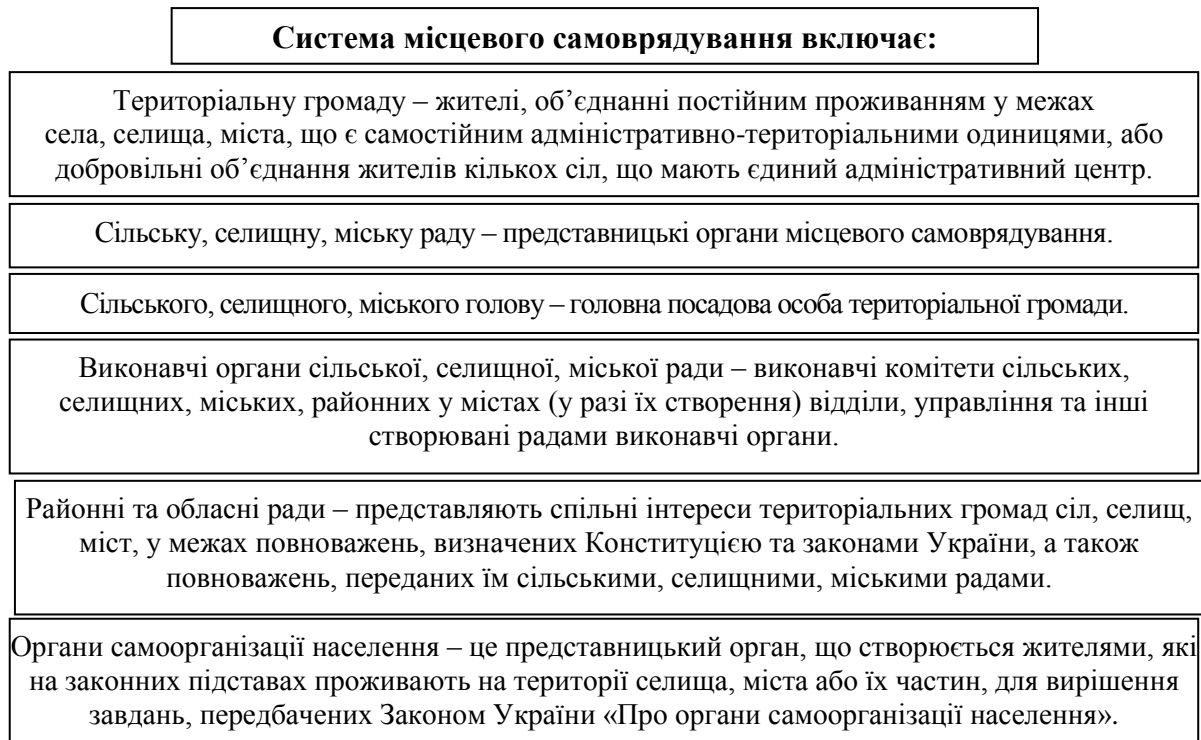 Система місцевого самоврядування включає:
Територіальну громаду – жителі, об’єднанні постійним проживанням у межах
села, селища, міста, що є самостійним адміністративно-територіальними одиницями, або
добровільні об’єднання жителів кількох сіл, що мають єдиний адміністративний центр.
Сільську, селищну, міську раду – представницькі органи місцевого самоврядування.
Сільського, селищного, міського голову – головна посадова особа територіальної громади.
Виконавчі органи сільської, селищної, міської ради – виконавчі комітети сільських,
селищних, міських, районних у містах (у разі їх створення) відділи, управління та інші
створювані радами виконавчі органи.
Районні та обласні ради – представляють спільні інтереси територіальних громад сіл, селищ,
міст, у межах повноважень, визначених Конституцією та законами України, а також
повноважень, переданих їм сільськими, селищними, міськими радами.
Органи самоорганізації населення – це представницький орган, що створюється жителями, які
на законних підставах проживають на території селища, міста або їх частин, для вирішення
завдань, передбачених Законом України «Про органи самоорганізації населення».